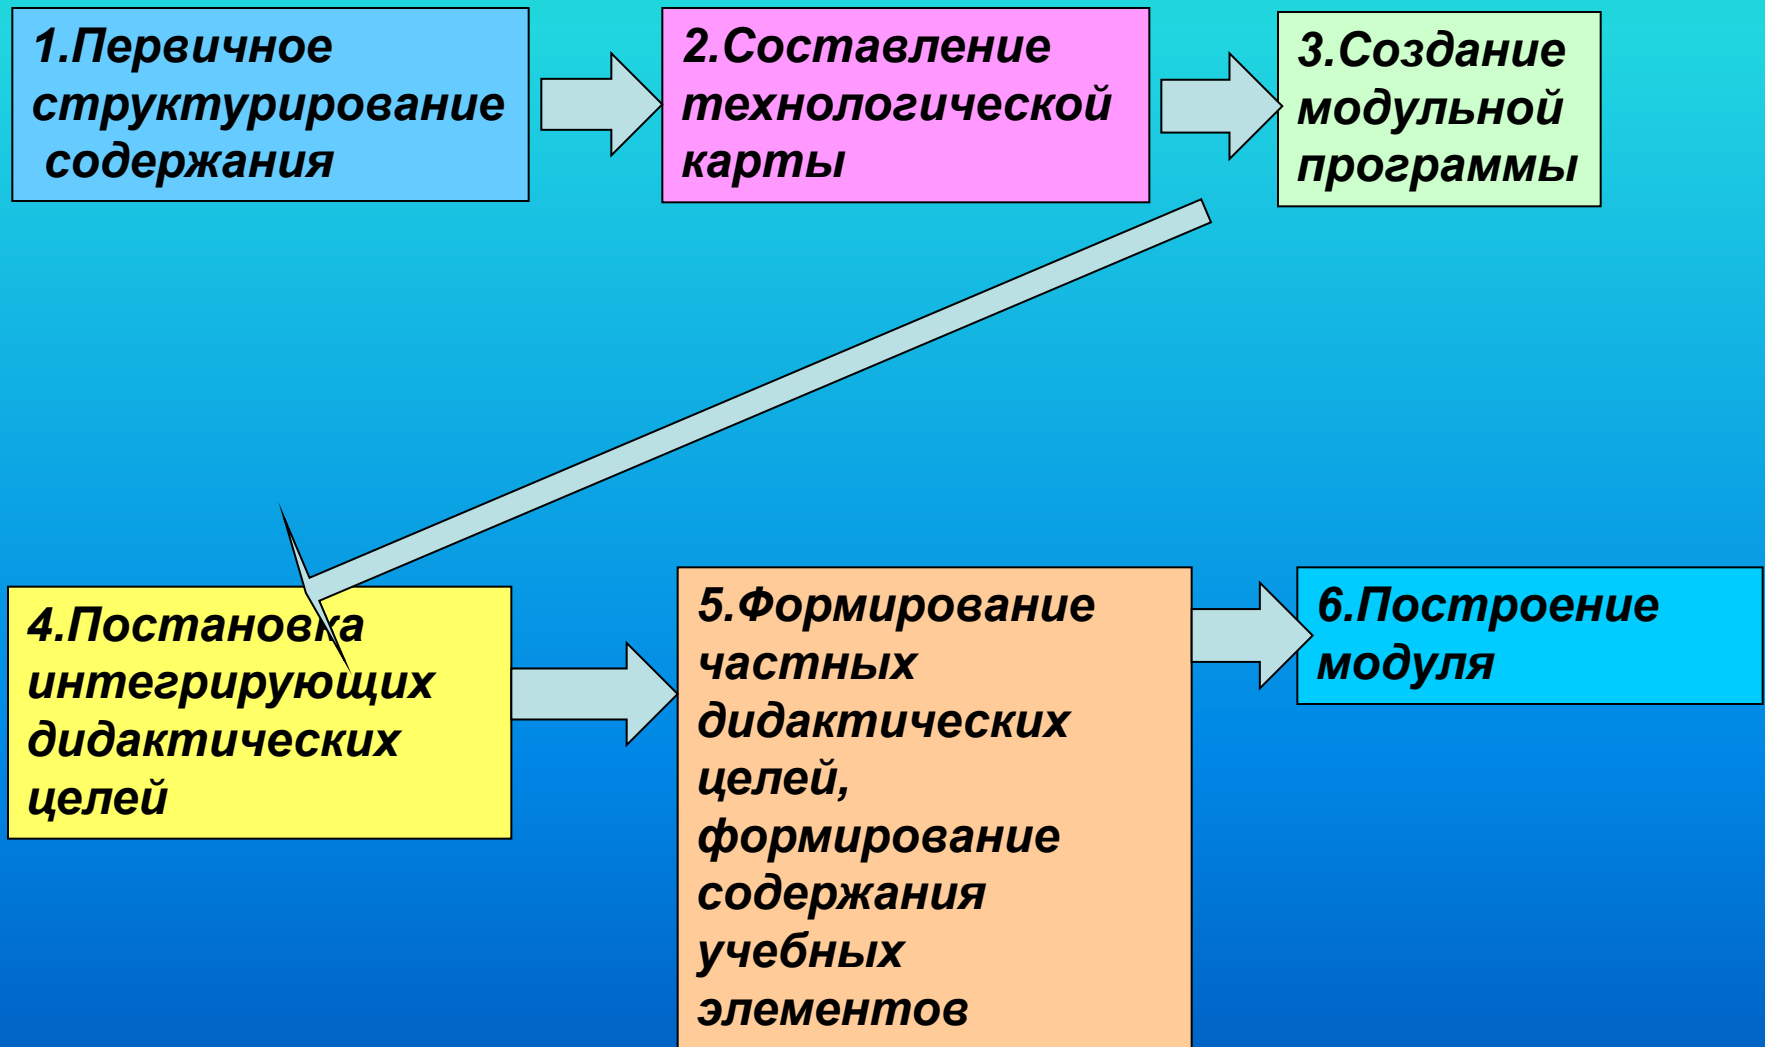 1.Первичное
структурирование
содержания
2.Составление
технологической
карты
3.Создание
модульной
программы
4.Постановка
интегрирующих
дидактических
целей
5.Формирование
частных
дидактических
целей,
формирование
содержания
учебных
элементов
6.Построение
модуля